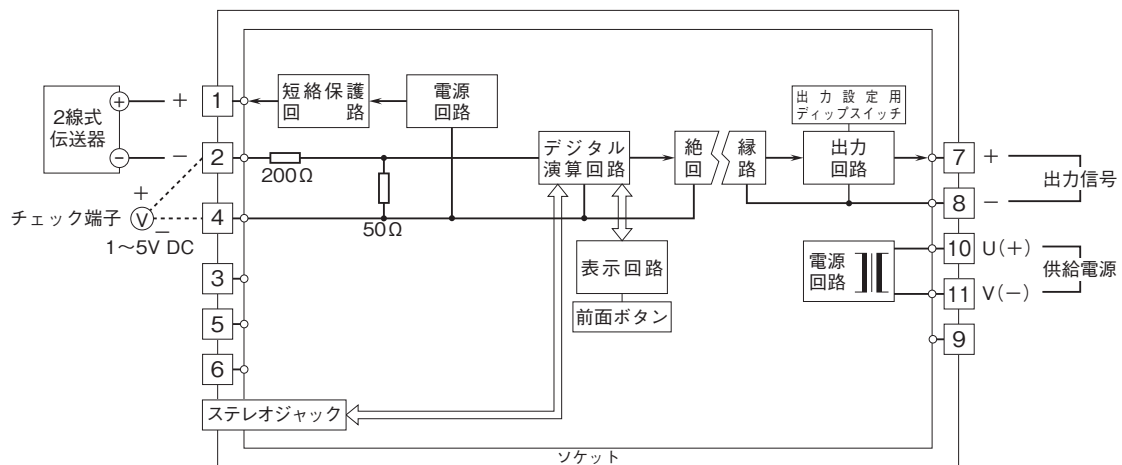 2線式
伝送器
+
−
+
−
1
2
4
3
5
6
短絡保護
回路
電源
回路
200Ω
50Ω
+
チェック端子
V
−
1～5V DC
デジタル
演算回路
絶縁
回路
出力設定用
ディップスイッチ
出力
回路
表示回路
前面ボタン
電源
回路
7
8
10
11
9
+
−
出力信号
U(+)
V(−)
供給電源
ステレオジャック
ソケット